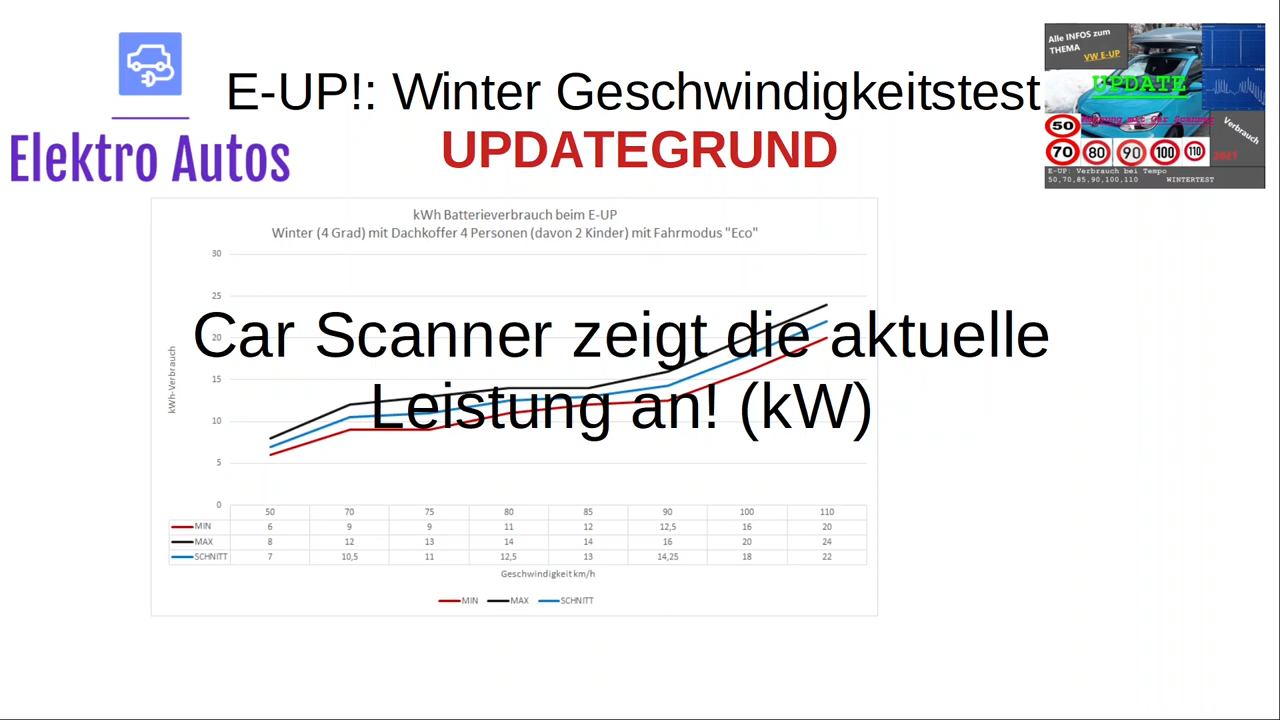 E-UP!: Winter Geschwindigkeitstest
UPDATEGRUND
Elektro Autos
Alle INFOS zum
THEMA
VW E-UP
UPDATE
Verbrauch
50
70 80 90 100 110
2021
E-UP: Verbrauch bei Tempo
50,70,85,90,100,110 WINTERTEST
kWh Batterieverbrauch beim E-UP
Winter (4 Grad) mit Dachkoffer 4 Personen (davon 2 Kinder) mit Fahrmodus "Eco"
Car Scanner zeigt die aktuelle
Leistung an! (kW)
kWh-Verbrauch
30
25
20
15
10
5
0
50 70 75 80 85 90 100 110
MIN 6 9 9 11 12 12,5 16 20
MAX 8 12 13 14 14 16 20 24
SCHNITT 7 10,5 11 12,5 13 14,25 18 22
Geschwindigkeit km/h
MIN MAX SCHNITT